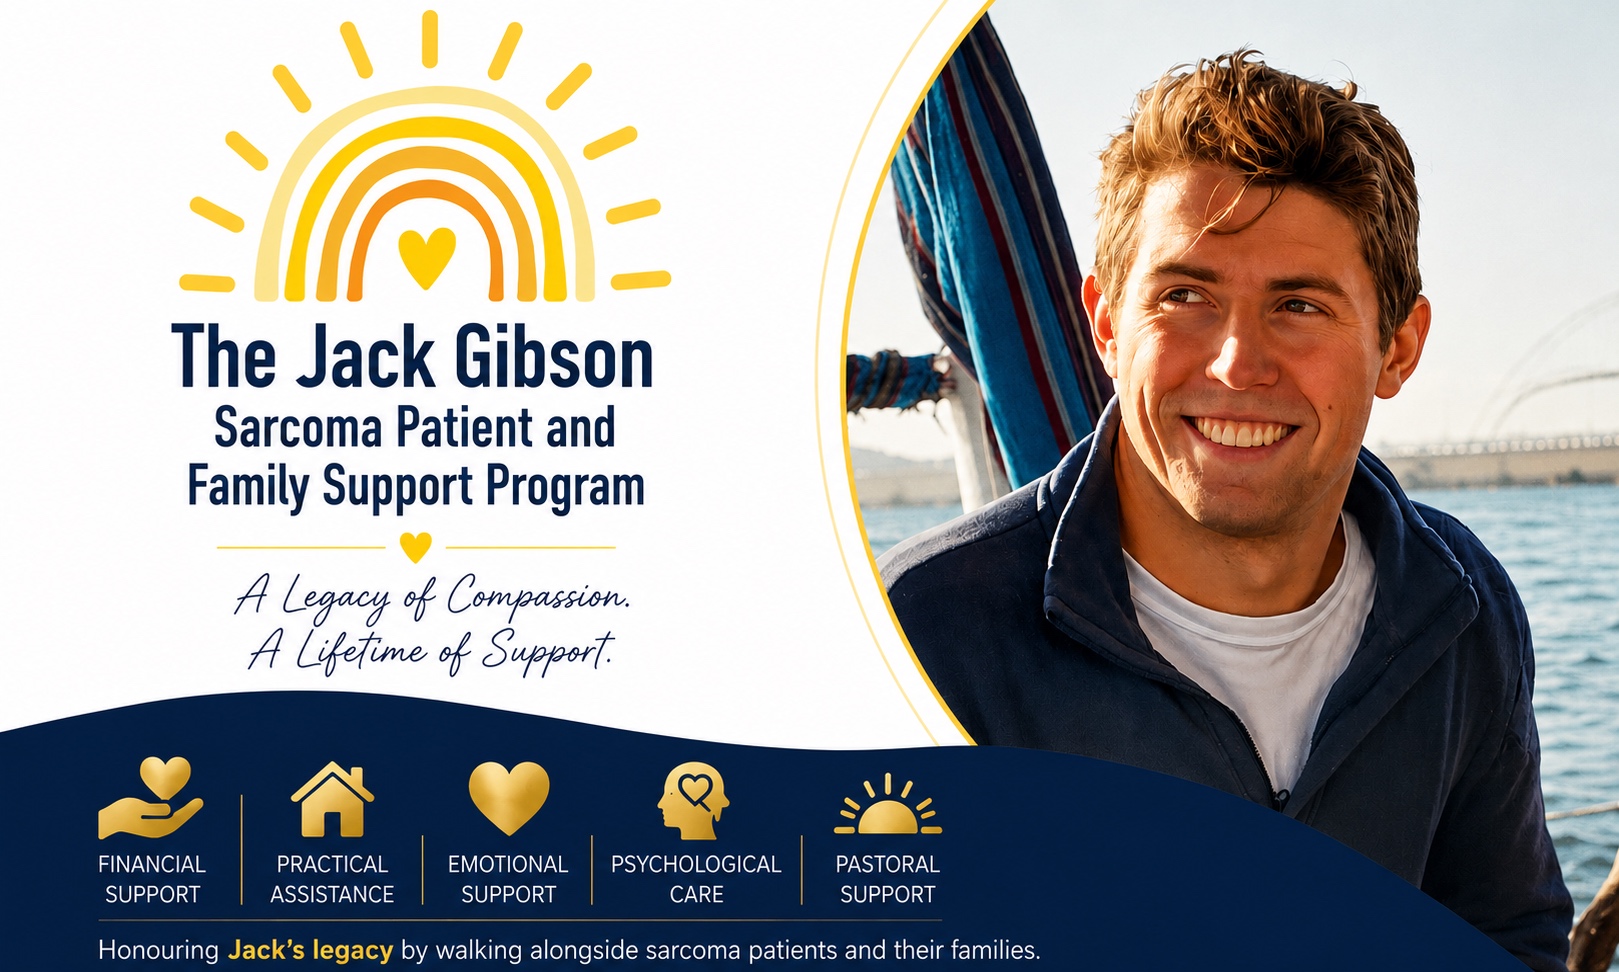 The Jack Gibson
Sarcoma Patient and
Family Support Program
A Legacy of Compassion.
A Lifetime of Support.
FINANCIAL
SUPPORT
PRACTICAL
ASSISTANCE
EMOTIONAL
SUPPORT
PSYCHOLOGICAL
CARE
PASTORAL
SUPPORT
Honouring Jack's legacy by walking alongside sarcoma patients and their families.